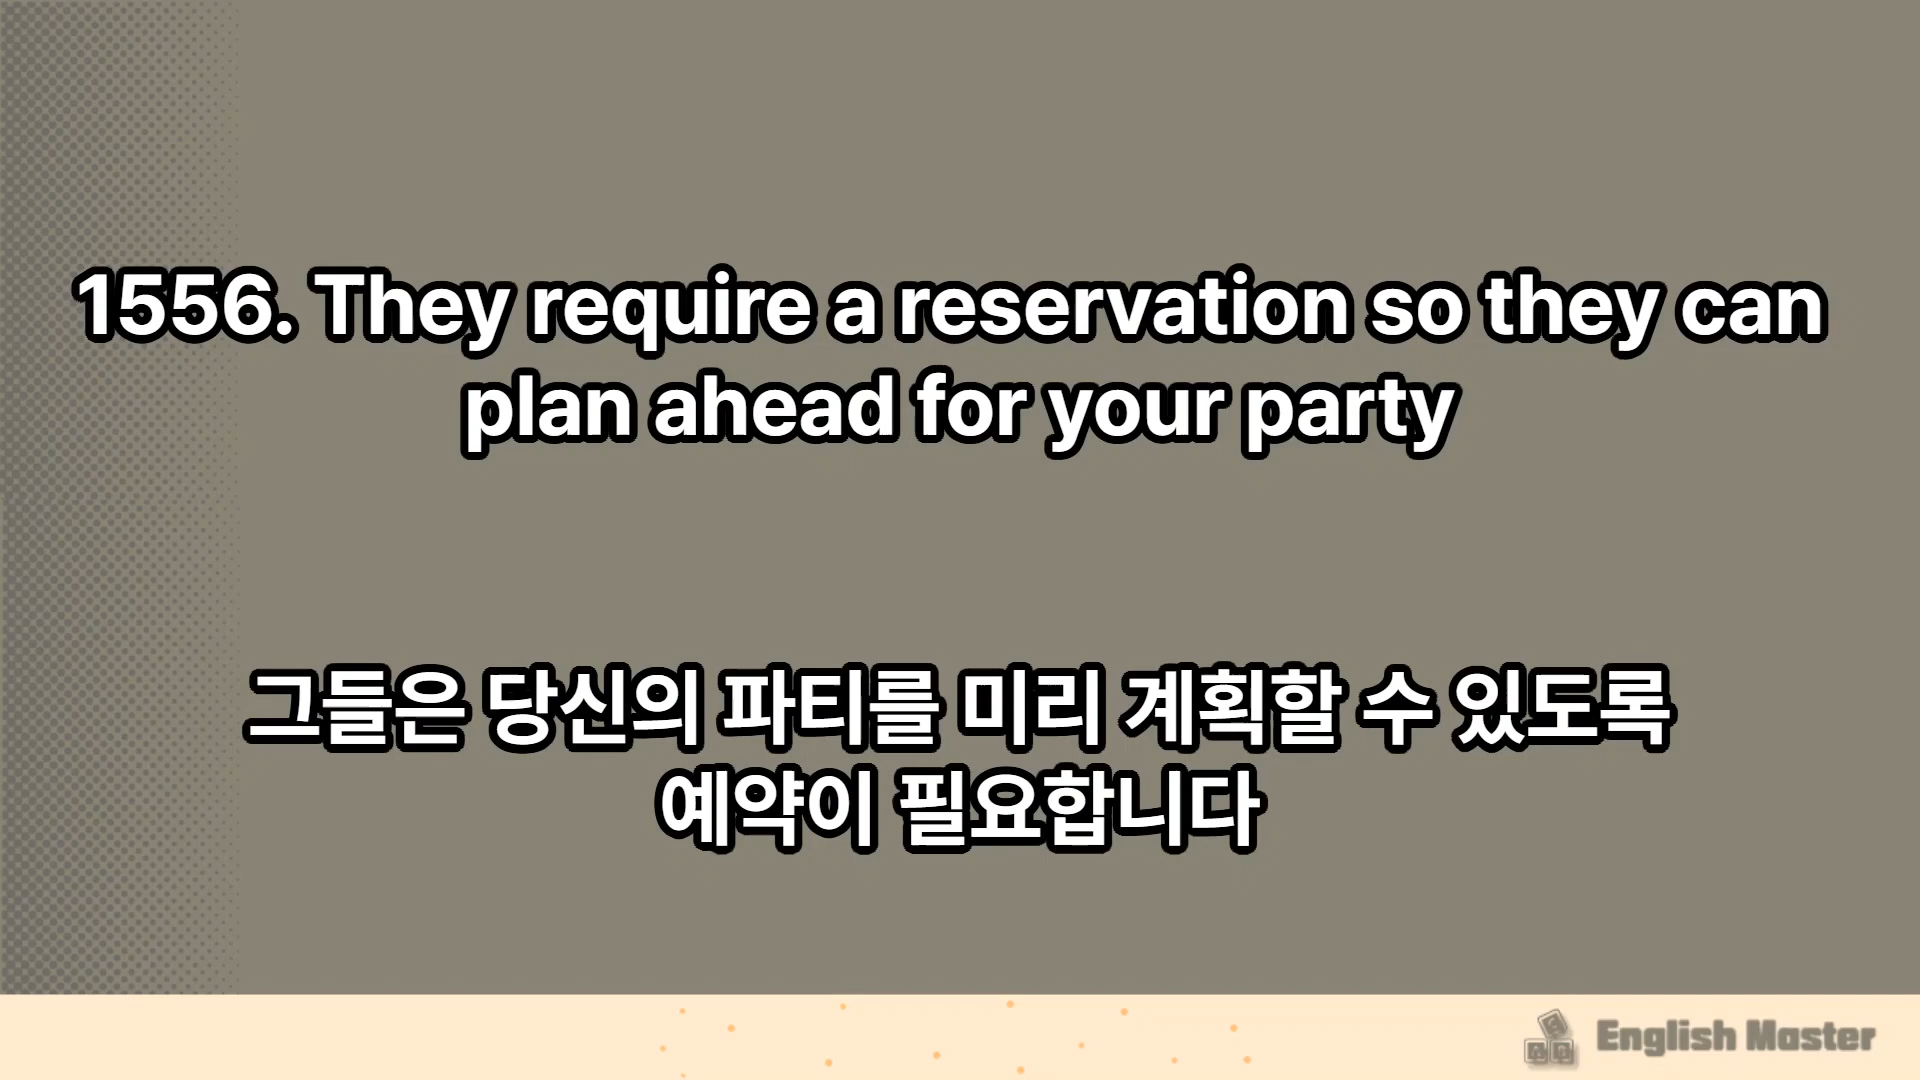 1556. They require a reservation so they can
plan ahead for your party
그들은 당신의 파티를 미리 계획할 수 있도록
예약이 필요합니다
English Master